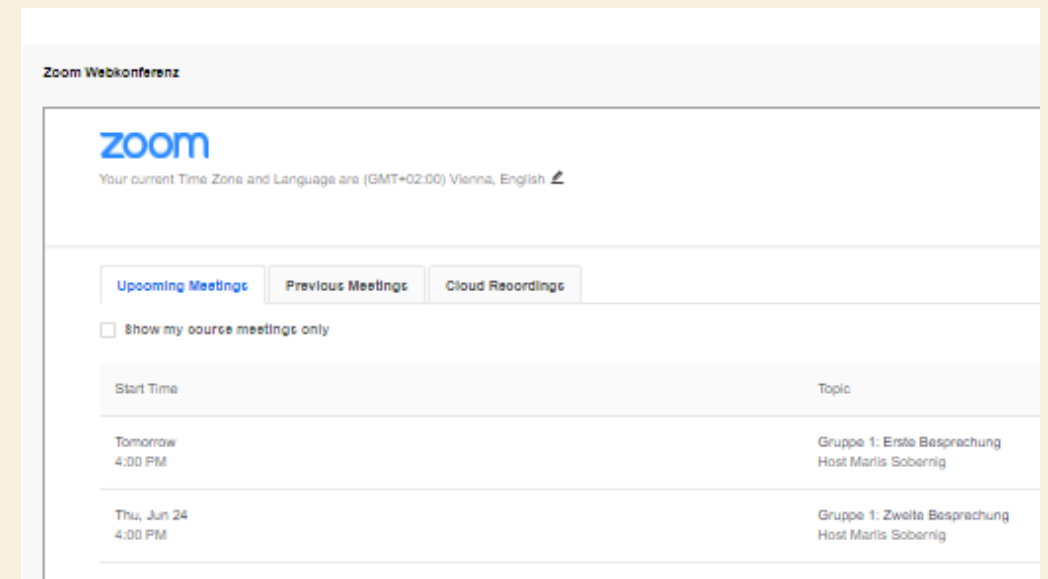 Zoom Webkonferenz
zoom
Your current Time Zone and Language are (GMT+02:00) Vienna, English
Upcoming Meetings Previous Meetings Cloud Recordings
Show my course meetings only
Start Time Topic
Tomorrow Gruppe 1: Erste Besprechung
4:00 PM Host Marlis Sobernig
Thu, Jun 24 Gruppe 1: Zweite Besprechung
4:00 PM Host Marlis Sobernig